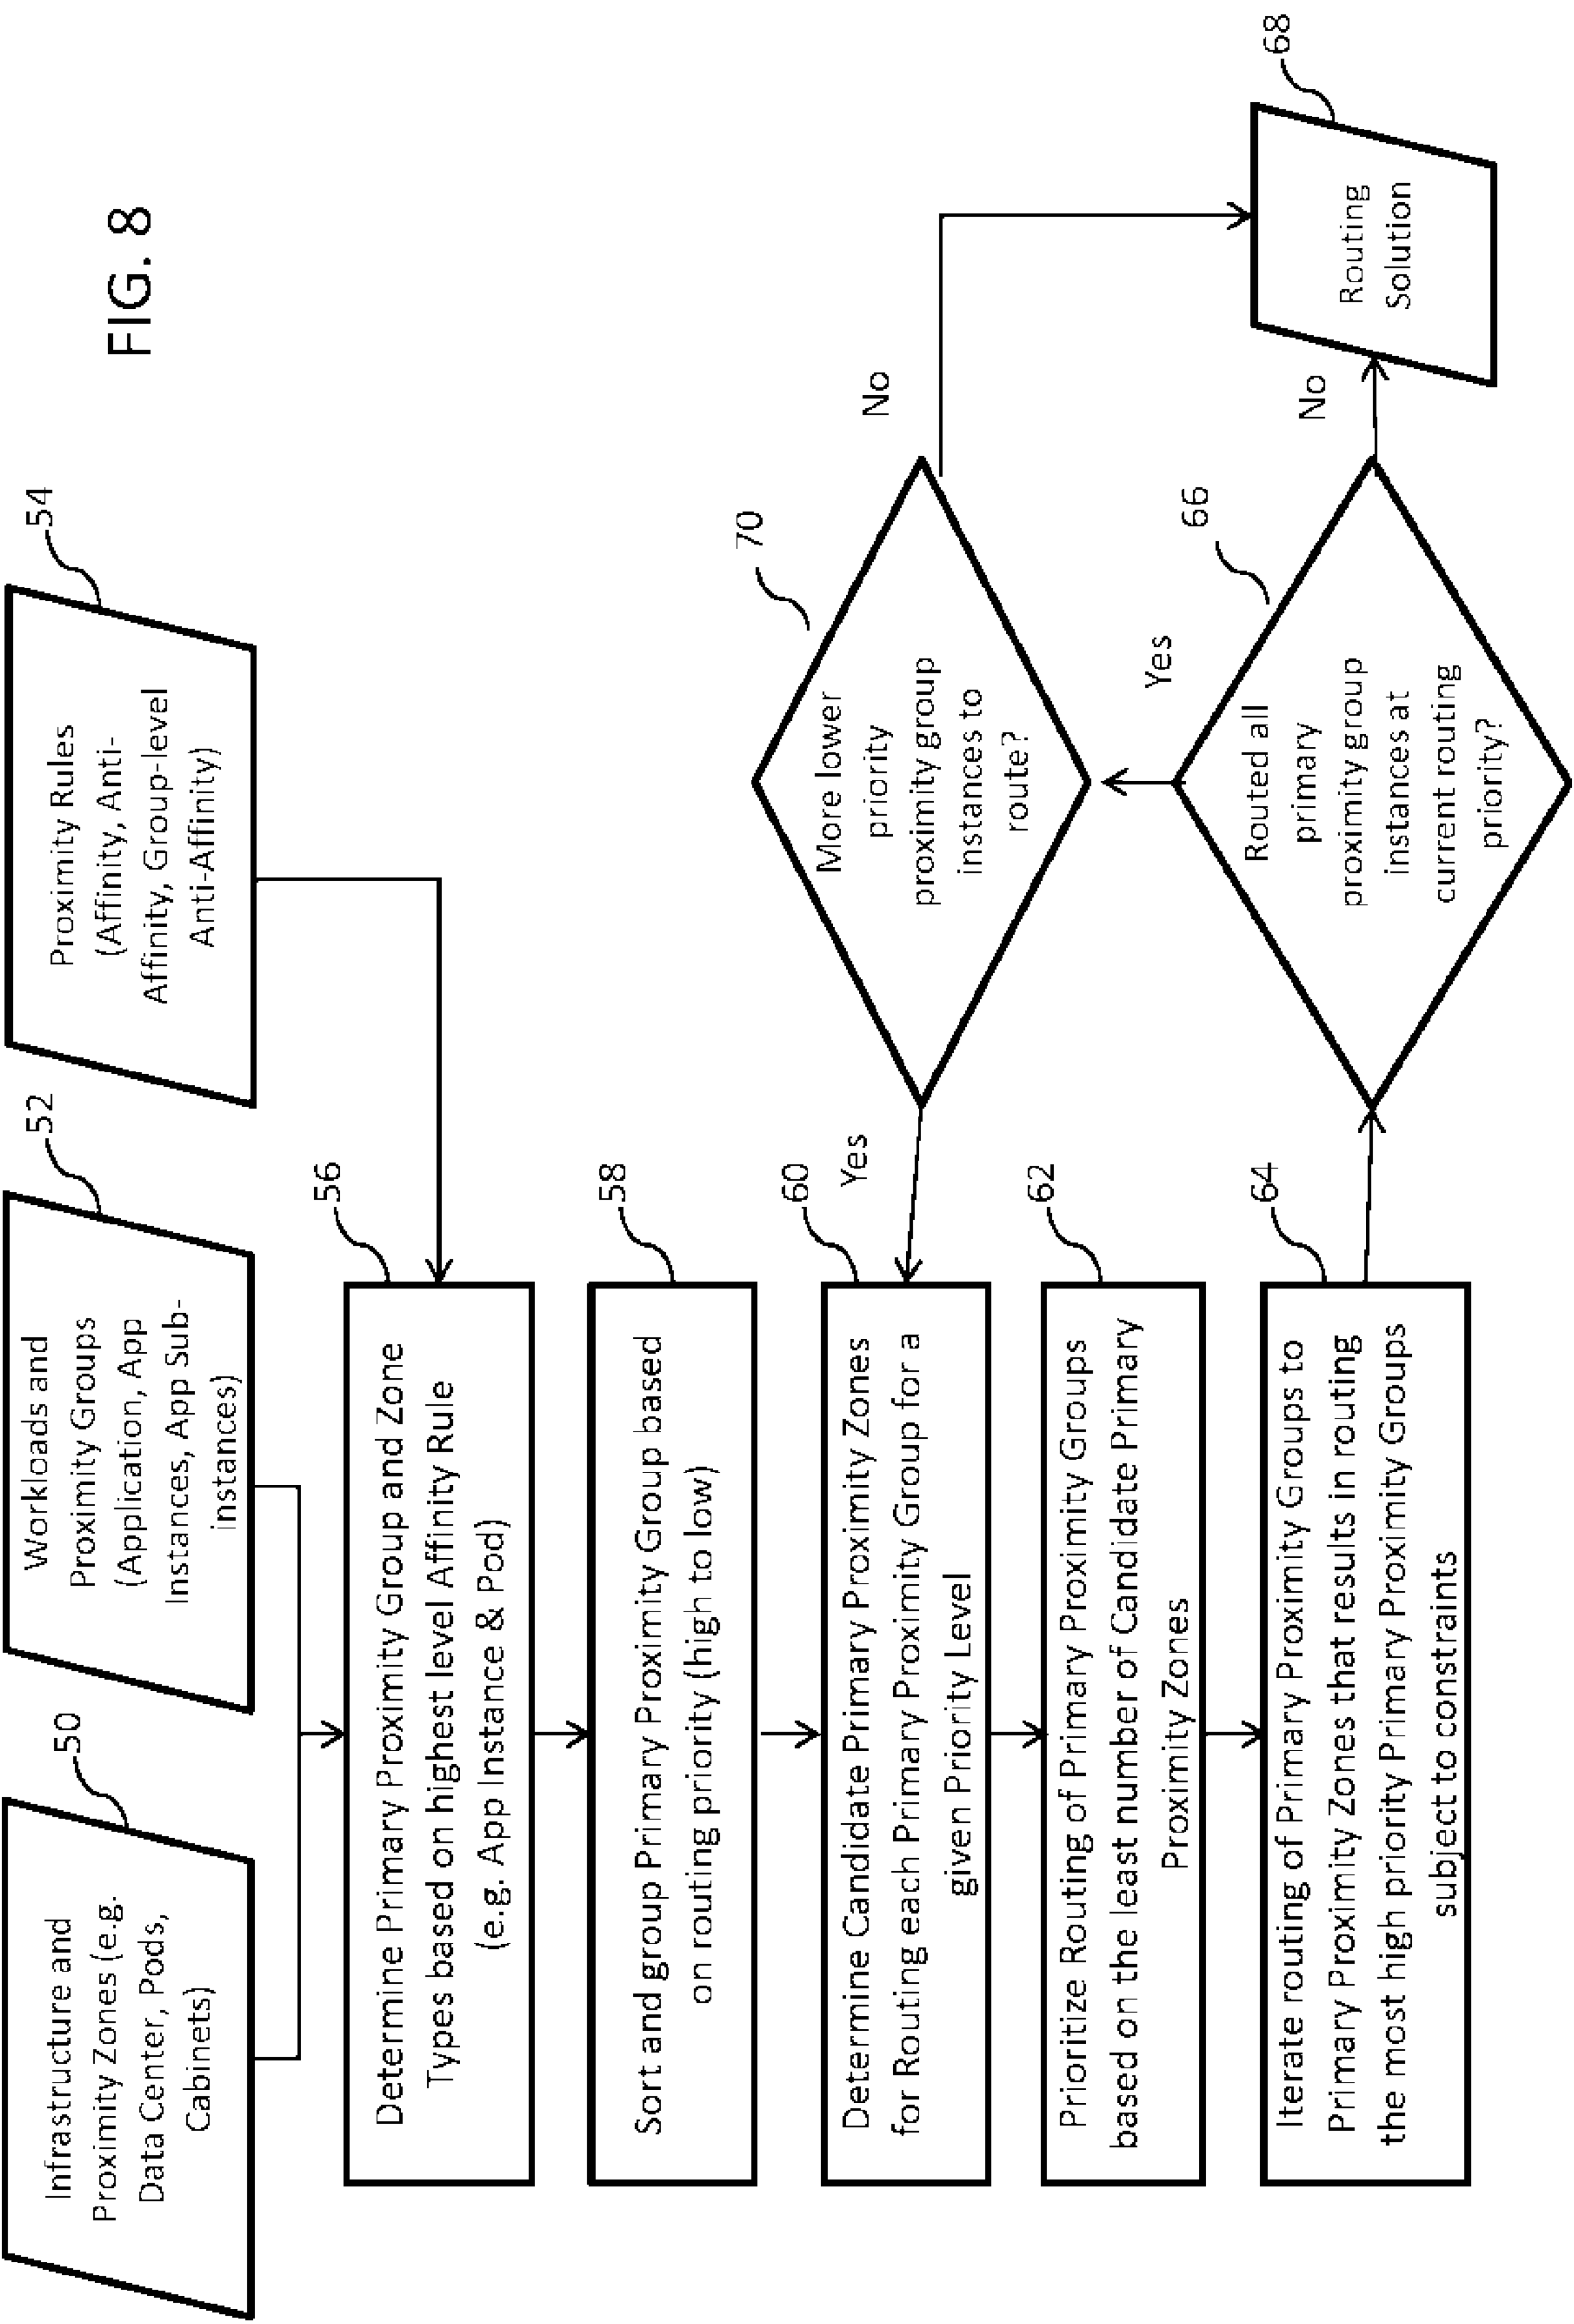 FIG. 8
50
Infrastructure and
Proximity Zones (e.g.
Data Center, Pods,
Cabinets)
52
Workloads and
Proximity Groups
(Application, App
Instances, App Sub-
instances)
54
Proximity Rules
(Affinity, Anti-
Affinity, Group-level
Anti-Affinity)
56
Determine Primary Proximity Group and Zone
Types based on highest level Affinity Rule
(e.g. App Instance & Pod)
58
Sort and group Primary Proximity Group based
on routing priority (high to low)
60
Determine Candidate Primary Proximity Zones
for Routing each Primary Proximity Group for a
given Priority Level
62
Prioritize Routing of Primary Proximity Groups
based on the least number of Candidate Primary
Proximity Zones
64
Iterate routing of Primary Proximity Groups to
Primary Proximity Zones that results in routing
the most high priority Primary Proximity Groups
subject to constraints
66
Routed all
primary
proximity group
instances at
current routing
priority?
Yes
No
70
More lower
priority
proximity group
instances to
route?
Yes
No
68
Routing
Solution